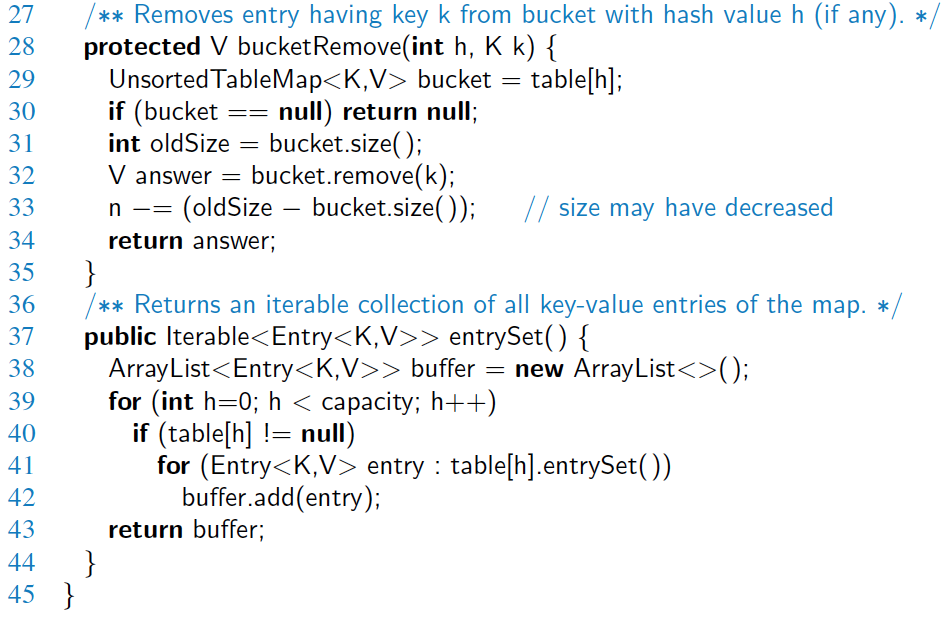 27 /** Removes entry having key k from bucket with hash value h (if any). */
28 protected V bucketRemove(int h, K k) {
29 UnsortedTableMap<K,V> bucket = table[h];
30 if (bucket == null) return null;
31 int oldSize = bucket.size( );
32 V answer = bucket.remove(k);
33 n −= (oldSize − bucket.size( )); // size may have decreased
34 return answer;
35 }
36 /** Returns an iterable collection of all key-value entries of the map. */
37 public Iterable<Entry<K,V>> entrySet( ) {
38 ArrayList<Entry<K,V>> buffer = new ArrayList<>( );
39 for (int h=0; h < capacity; h++)
40 if (table[h] != null)
41 for (Entry<K,V> entry : table[h].entrySet( ))
42 buffer.add(entry);
43 return buffer;
44 }
45 }